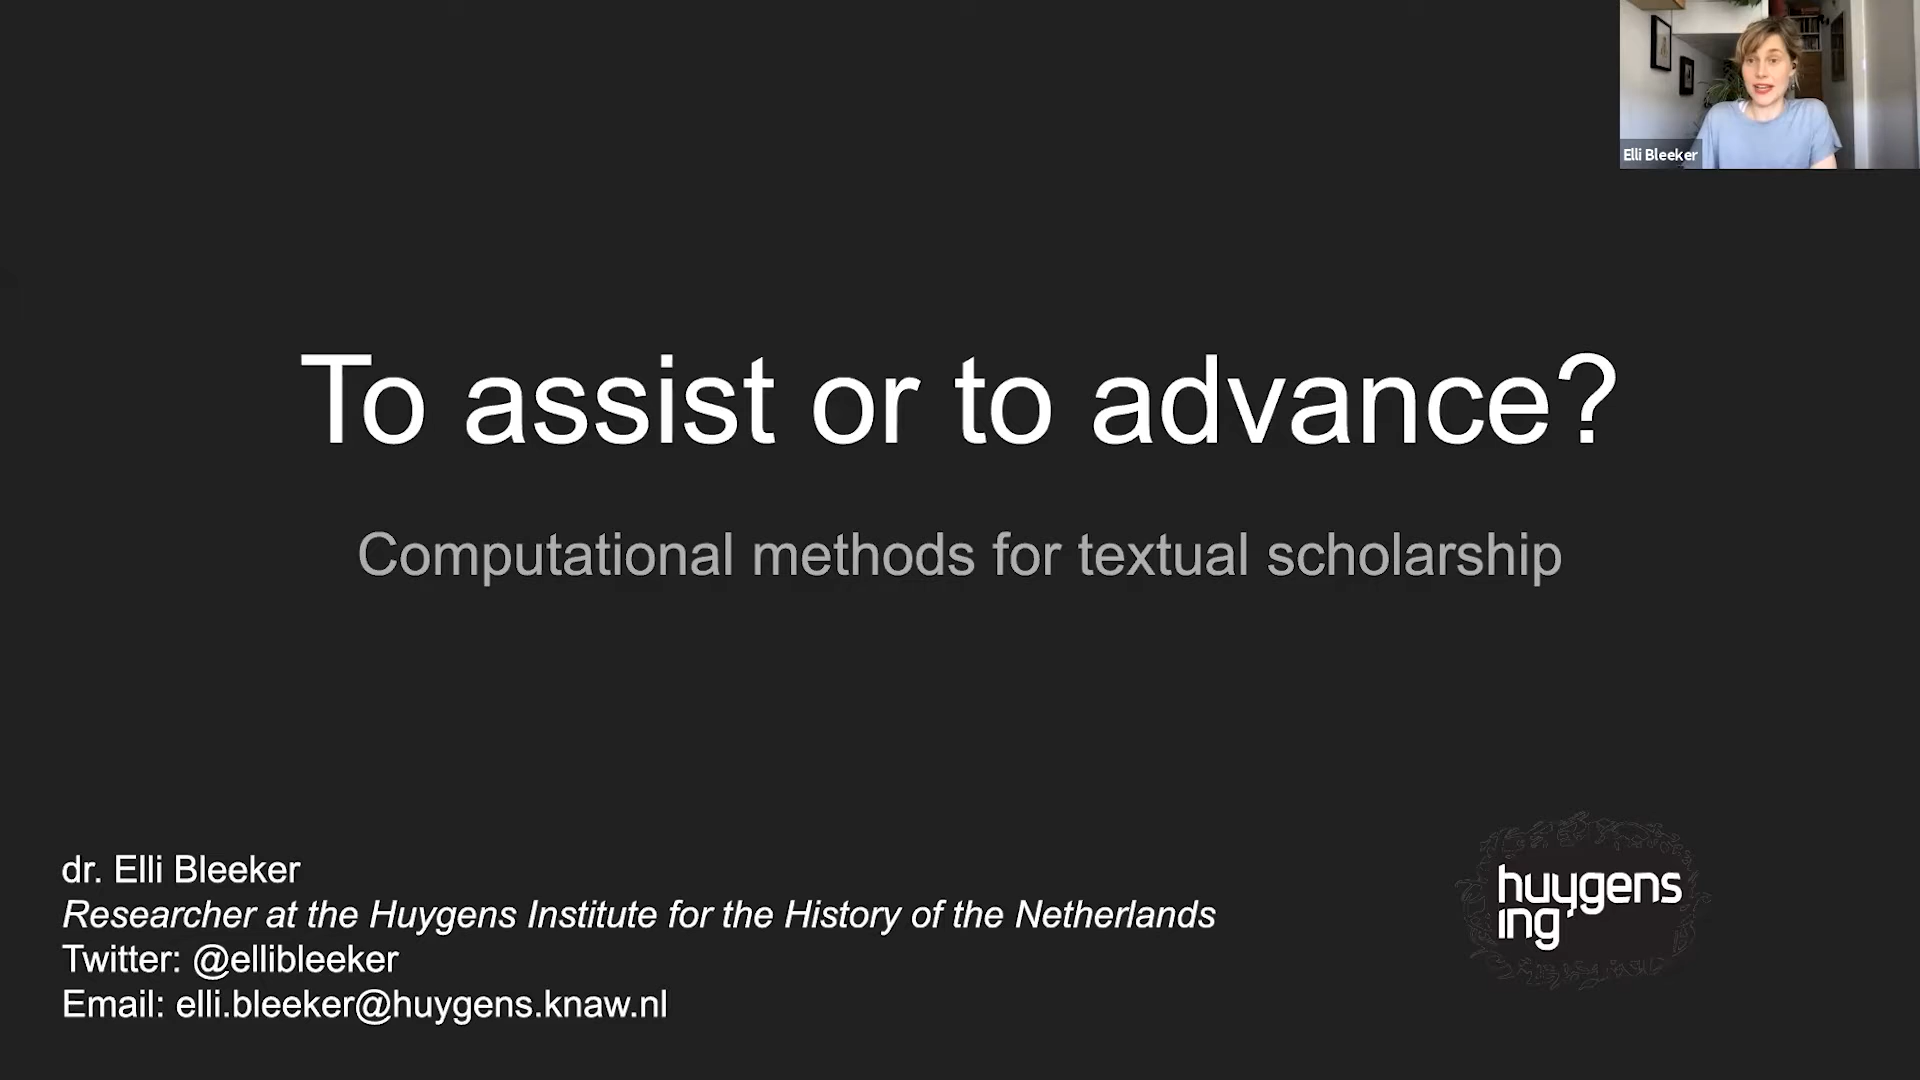 Elli Bleeker
To assist or to advance?
Computational methods for textual scholarship
dr. Elli Bleeker
Researcher at the Huygens Institute for the History of the Netherlands
Twitter: @ellibleeker
Email: elli.bleeker@huygens.knaw.nl
huygens
ing